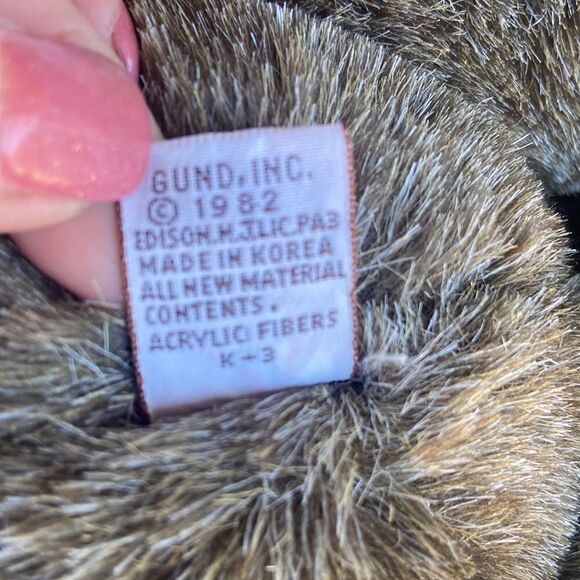 GUND, INC.
© 1982
EDISON.N.J.LIC.PA3
MADE IN KOREA
ALL NEW MATERIAL
CONTENTS.
ACRYLIC FIBERS
K-3